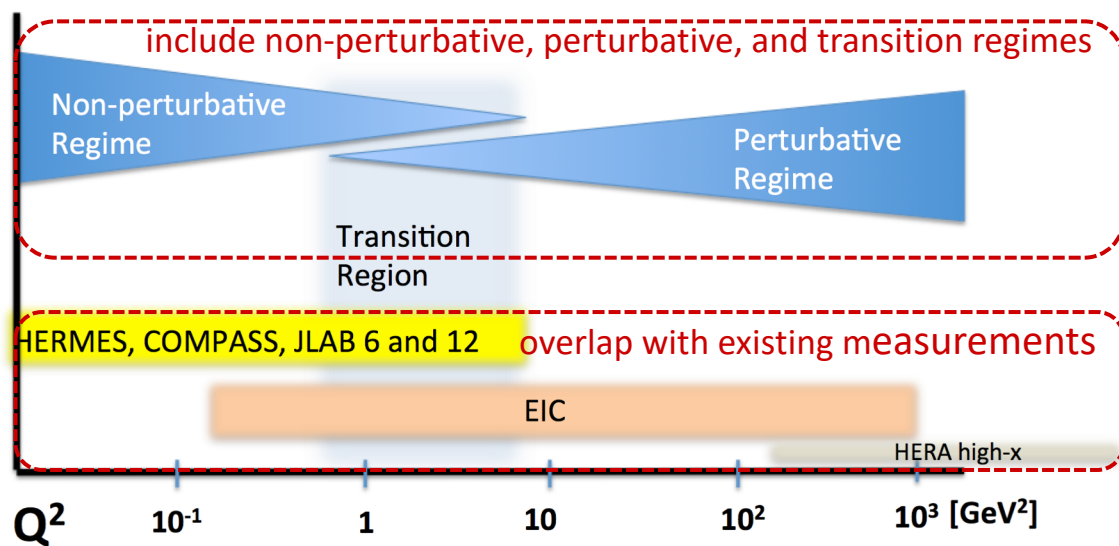 include non-perturbative, perturbative, and transition regimes
Non-perturbative
Regime
Perturbative
Regime
Transition
Region
HERMES, COMPASS, JLAB 6 and 12
overlap with existing measurements
EIC
HERA high-x
Q² 10⁻¹ 1 10 10² 10³ [GeV²]